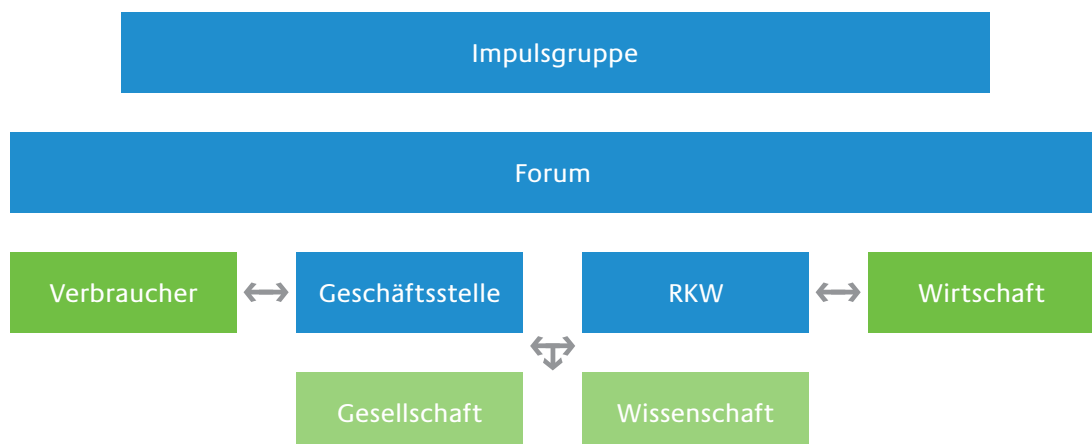 Impulsgruppe
Forum
Verbraucher
Geschäftsstelle
RKW
Wirtschaft
Gesellschaft
Wissenschaft